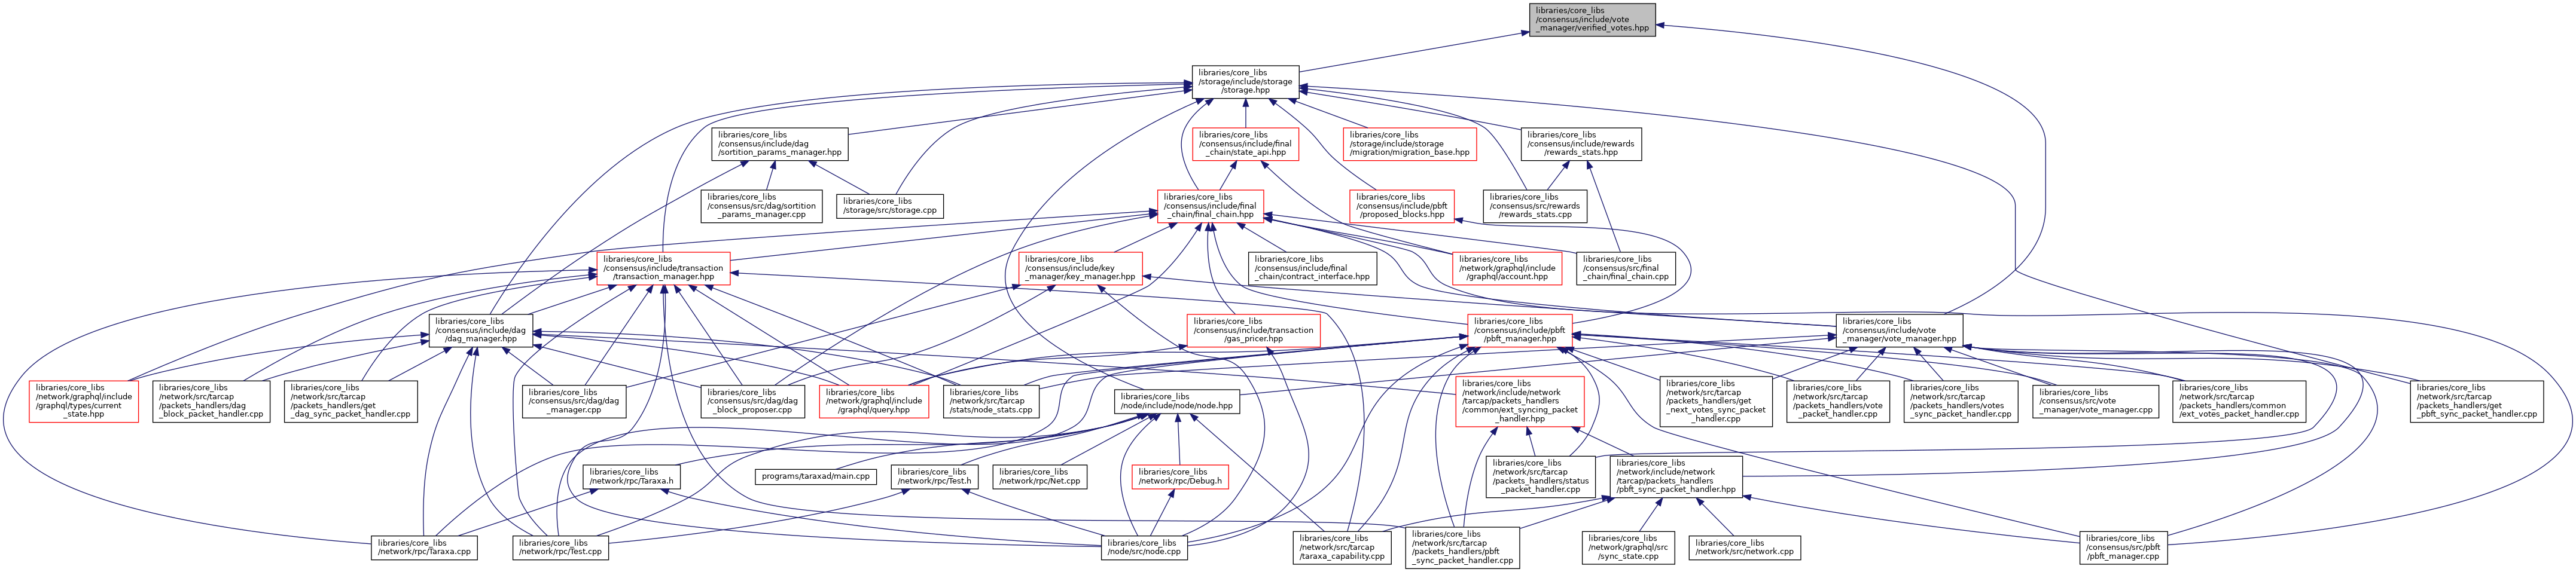 libraries/core_libs
/consensus/include/vote
_manager/verified_votes.hpp
libraries/core_libs
/storage/include/storage
/storage.hpp
libraries/core_libs
/consensus/include/dag
/sortition_params_manager.hpp
libraries/core_libs
/consensus/include/final
_chain/state_api.hpp
libraries/core_libs
/storage/include/storage
/migration/migration_base.hpp
libraries/core_libs
/consensus/include/rewards
/rewards_stats.hpp
libraries/core_libs
/consensus/src/dag/sortition
_params_manager.cpp
libraries/core_libs
/storage/src/storage.cpp
libraries/core_libs
/consensus/include/final
_chain/final_chain.hpp
libraries/core_libs
/consensus/include/pbft
/proposed_blocks.hpp
libraries/core_libs
/consensus/src/rewards
/rewards_stats.cpp
libraries/core_libs
/consensus/include/transaction
/transaction_manager.hpp
libraries/core_libs
/consensus/include/key
_manager/key_manager.hpp
libraries/core_libs
/consensus/include/final
_chain/contract_interface.hpp
libraries/core_libs
/network/graphql/include
/graphql/account.hpp
libraries/core_libs
/consensus/src/final
_chain/final_chain.cpp
libraries/core_libs
/consensus/include/dag
/dag_manager.hpp
libraries/core_libs
/consensus/include/transaction
/gas_pricer.hpp
libraries/core_libs
/consensus/include/pbft
/pbft_manager.hpp
libraries/core_libs
/consensus/include/vote
_manager/vote_manager.hpp
libraries/core_libs
/network/graphql/include
/graphql/types/current
_state.hpp
libraries/core_libs
/network/src/tarcap
/packets_handlers/dag
_block_packet_handler.cpp
libraries/core_libs
/network/src/tarcap
/packets_handlers/get
_dag_sync_packet_handler.cpp
libraries/core_libs
/consensus/src/dag/dag
_manager.cpp
libraries/core_libs
/consensus/src/dag/dag
_block_proposer.cpp
libraries/core_libs
/network/graphql/include
/graphql/query.hpp
libraries/core_libs
/network/src/tarcap
/stats/node_stats.cpp
libraries/core_libs
/node/include/node/node.hpp
libraries/core_libs
/network/include/network
/tarcap/packets_handlers
/common/ext_syncing_packet
_handler.hpp
libraries/core_libs
/network/src/tarcap
/packets_handlers/get
_next_votes_sync_packet
_handler.cpp
libraries/core_libs
/network/src/tarcap
/packets_handlers/vote
_packet_handler.cpp
libraries/core_libs
/network/src/tarcap
/packets_handlers/votes
_sync_packet_handler.cpp
libraries/core_libs
/consensus/src/vote
_manager/vote_manager.cpp
libraries/core_libs
/network/src/tarcap
/packets_handlers/common
/ext_votes_packet_handler.cpp
libraries/core_libs
/network/src/tarcap
/packets_handlers/get
_pbft_sync_packet_handler.cpp
libraries/core_libs
/network/rpc/Taraxa.h
programs/taraxad/main.cpp
libraries/core_libs
/network/rpc/Test.h
libraries/core_libs
/network/rpc/Net.cpp
libraries/core_libs
/network/rpc/Debug.h
libraries/core_libs
/network/src/tarcap
/packets_handlers/status
_packet_handler.cpp
libraries/core_libs
/network/include/network
/tarcap/packets_handlers
/pbft_sync_packet_handler.hpp
libraries/core_libs
/network/rpc/Taraxa.cpp
libraries/core_libs
/network/rpc/Test.cpp
libraries/core_libs
/node/src/node.cpp
libraries/core_libs
/network/src/tarcap
/taraxa_capability.cpp
libraries/core_libs
/network/src/tarcap
/packets_handlers/pbft
_sync_packet_handler.cpp
libraries/core_libs
/network/graphql/src
/sync_state.cpp
libraries/core_libs
/network/src/network.cpp
libraries/core_libs
/consensus/src/pbft
/pbft_manager.cpp